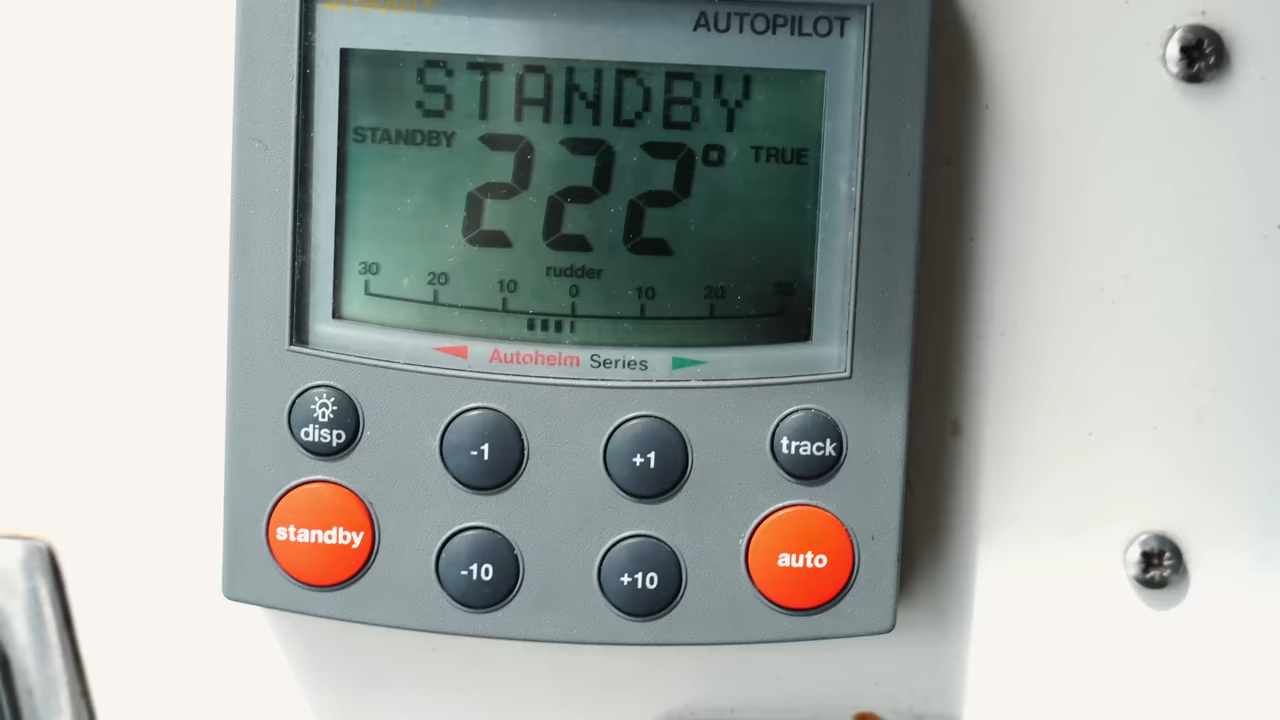 AUTOPILOT
STANDBY
STANDBY 222° TRUE
rudder
30 20 10 0 10 20
Autohelm Series
disp -1 +1 track
standby -10 +10 auto